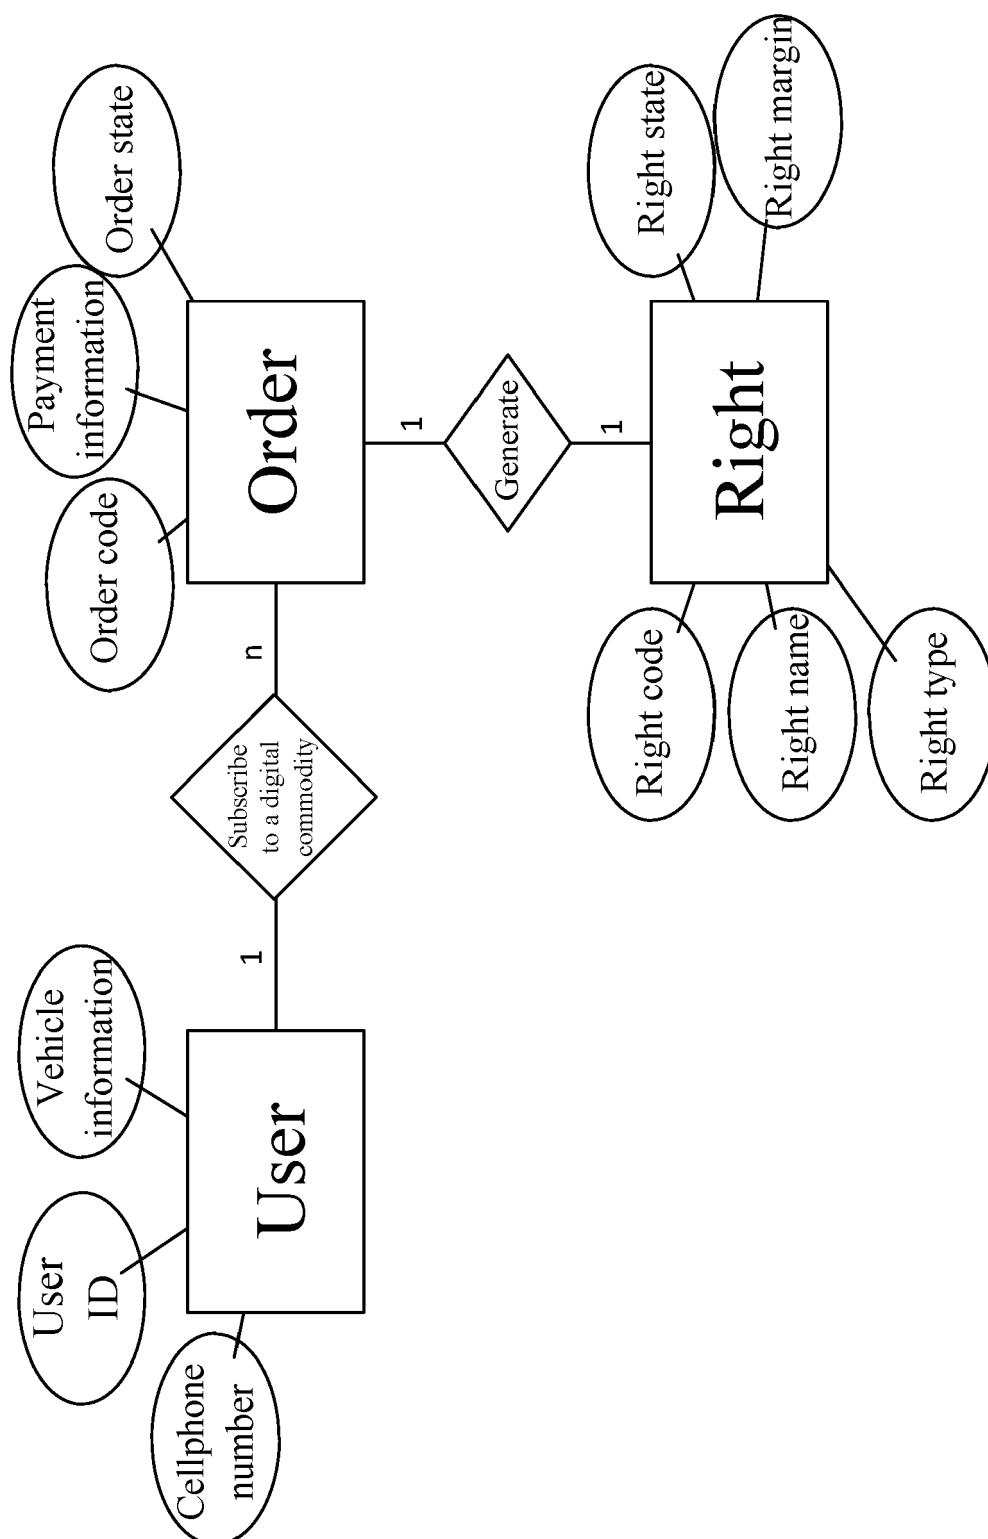 Cellphone
number
User
ID
Vehicle
information
User
1
Subscribe
to a digital
commodity
n
Order code
Payment
information
Order state
Order
1
Generate
1
Right code
Right name
Right type
Right
Right state
Right margin